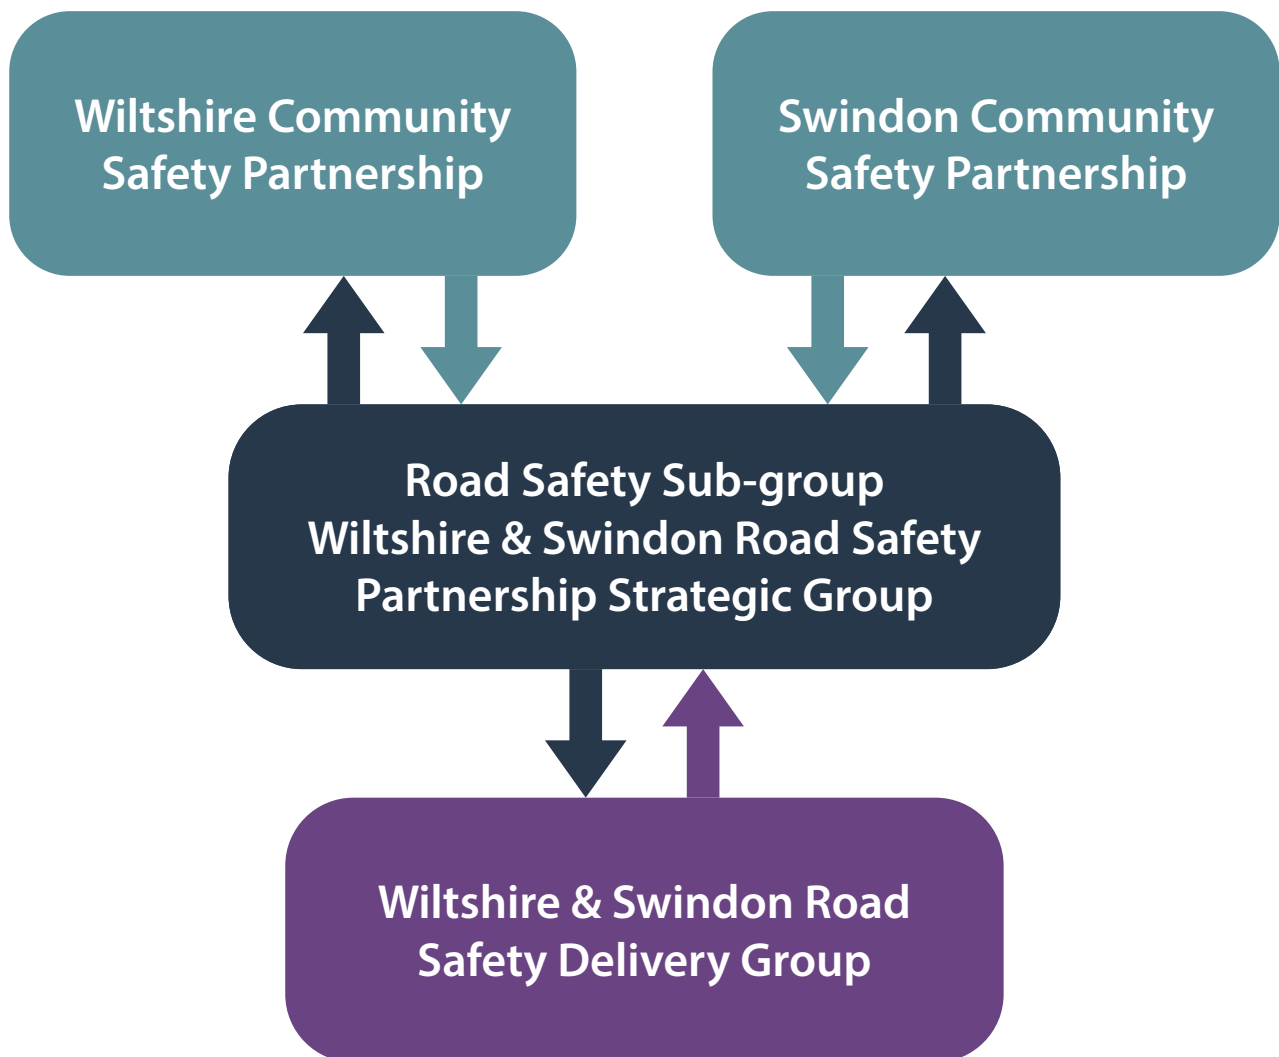 Wiltshire Community
Safety Partnership
Swindon Community
Safety Partnership
Road Safety Sub-group
Wiltshire & Swindon Road Safety
Partnership Strategic Group
Wiltshire & Swindon Road
Safety Delivery Group